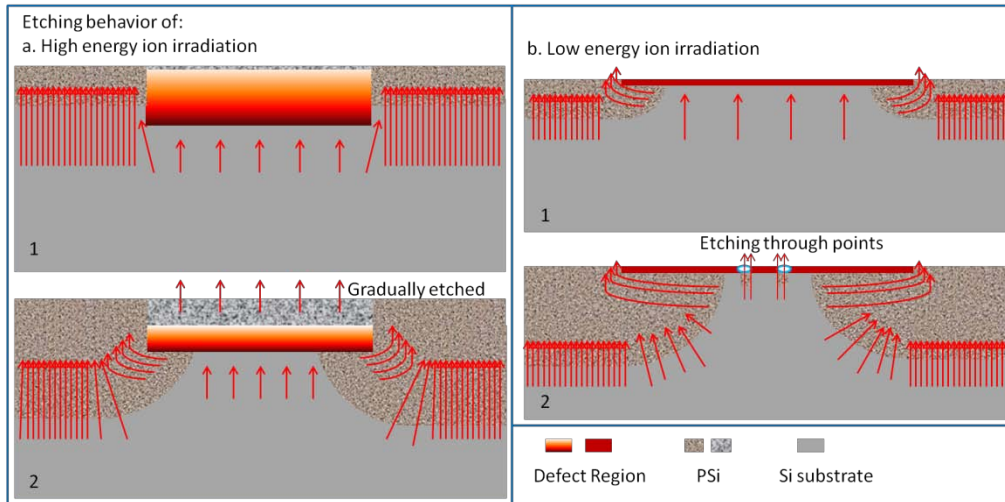 Etching behavior of:
a. High energy ion irradiation
1
Gradually etched
2
b. Low energy ion irradiation
1
Etching through points
2
Defect Region
PSi
Si substrate